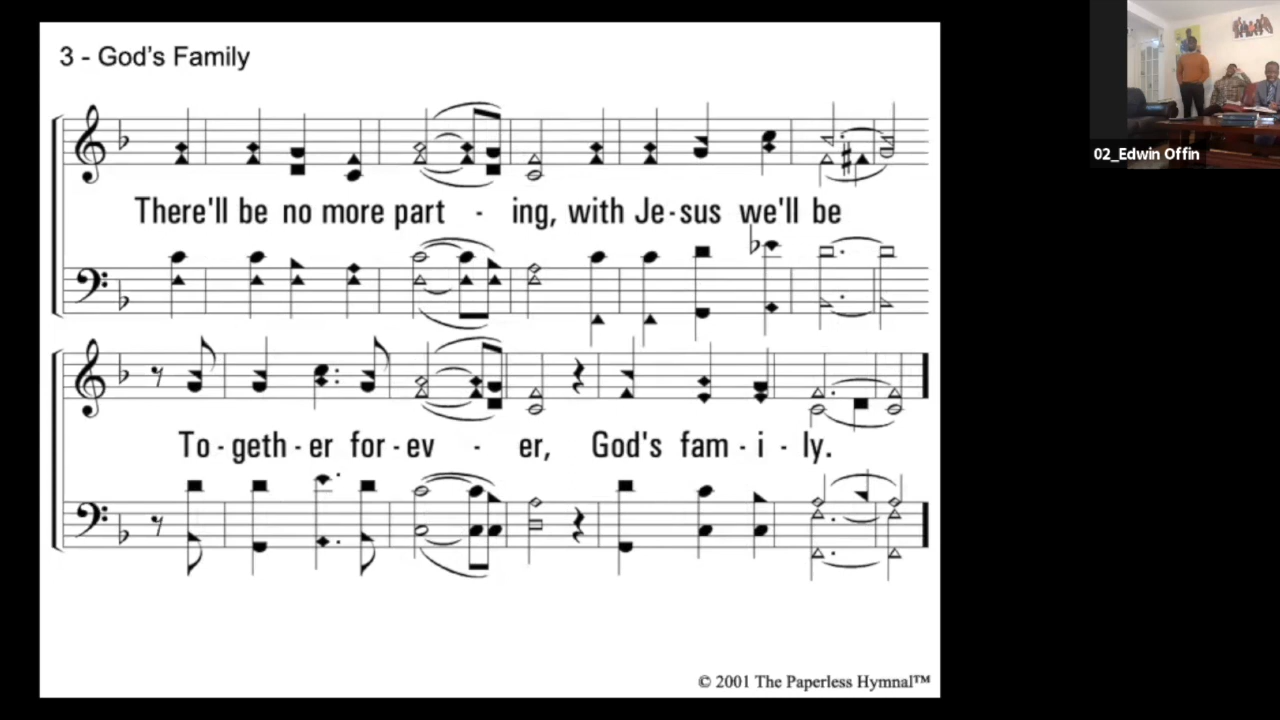 3 - God's Family
There'll be no more part - ing, with Je - sus we'll be
To - geth - er for - ev - er, God's fam - i - ly.
© 2001 The Paperless Hymnal™
02_Edwin Offin